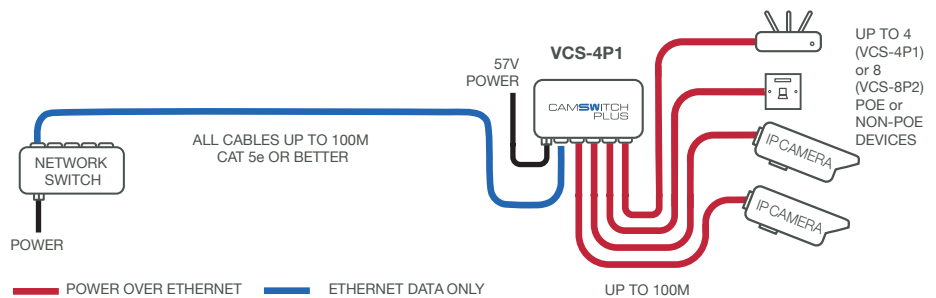 VCS-4P1
57V
POWER
CAMSWITCH
PLUS
UP TO 4
(VCS-4P1)
or 8
(VCS-8P2)
POE or
NON-POE
DEVICES
ALL CABLES UP TO 100M
CAT 5e OR BETTER
NETWORK
SWITCH
POWER
IP CAMERA
IP CAMERA
POWER OVER ETHERNET
ETHERNET DATA ONLY
UP TO 100M